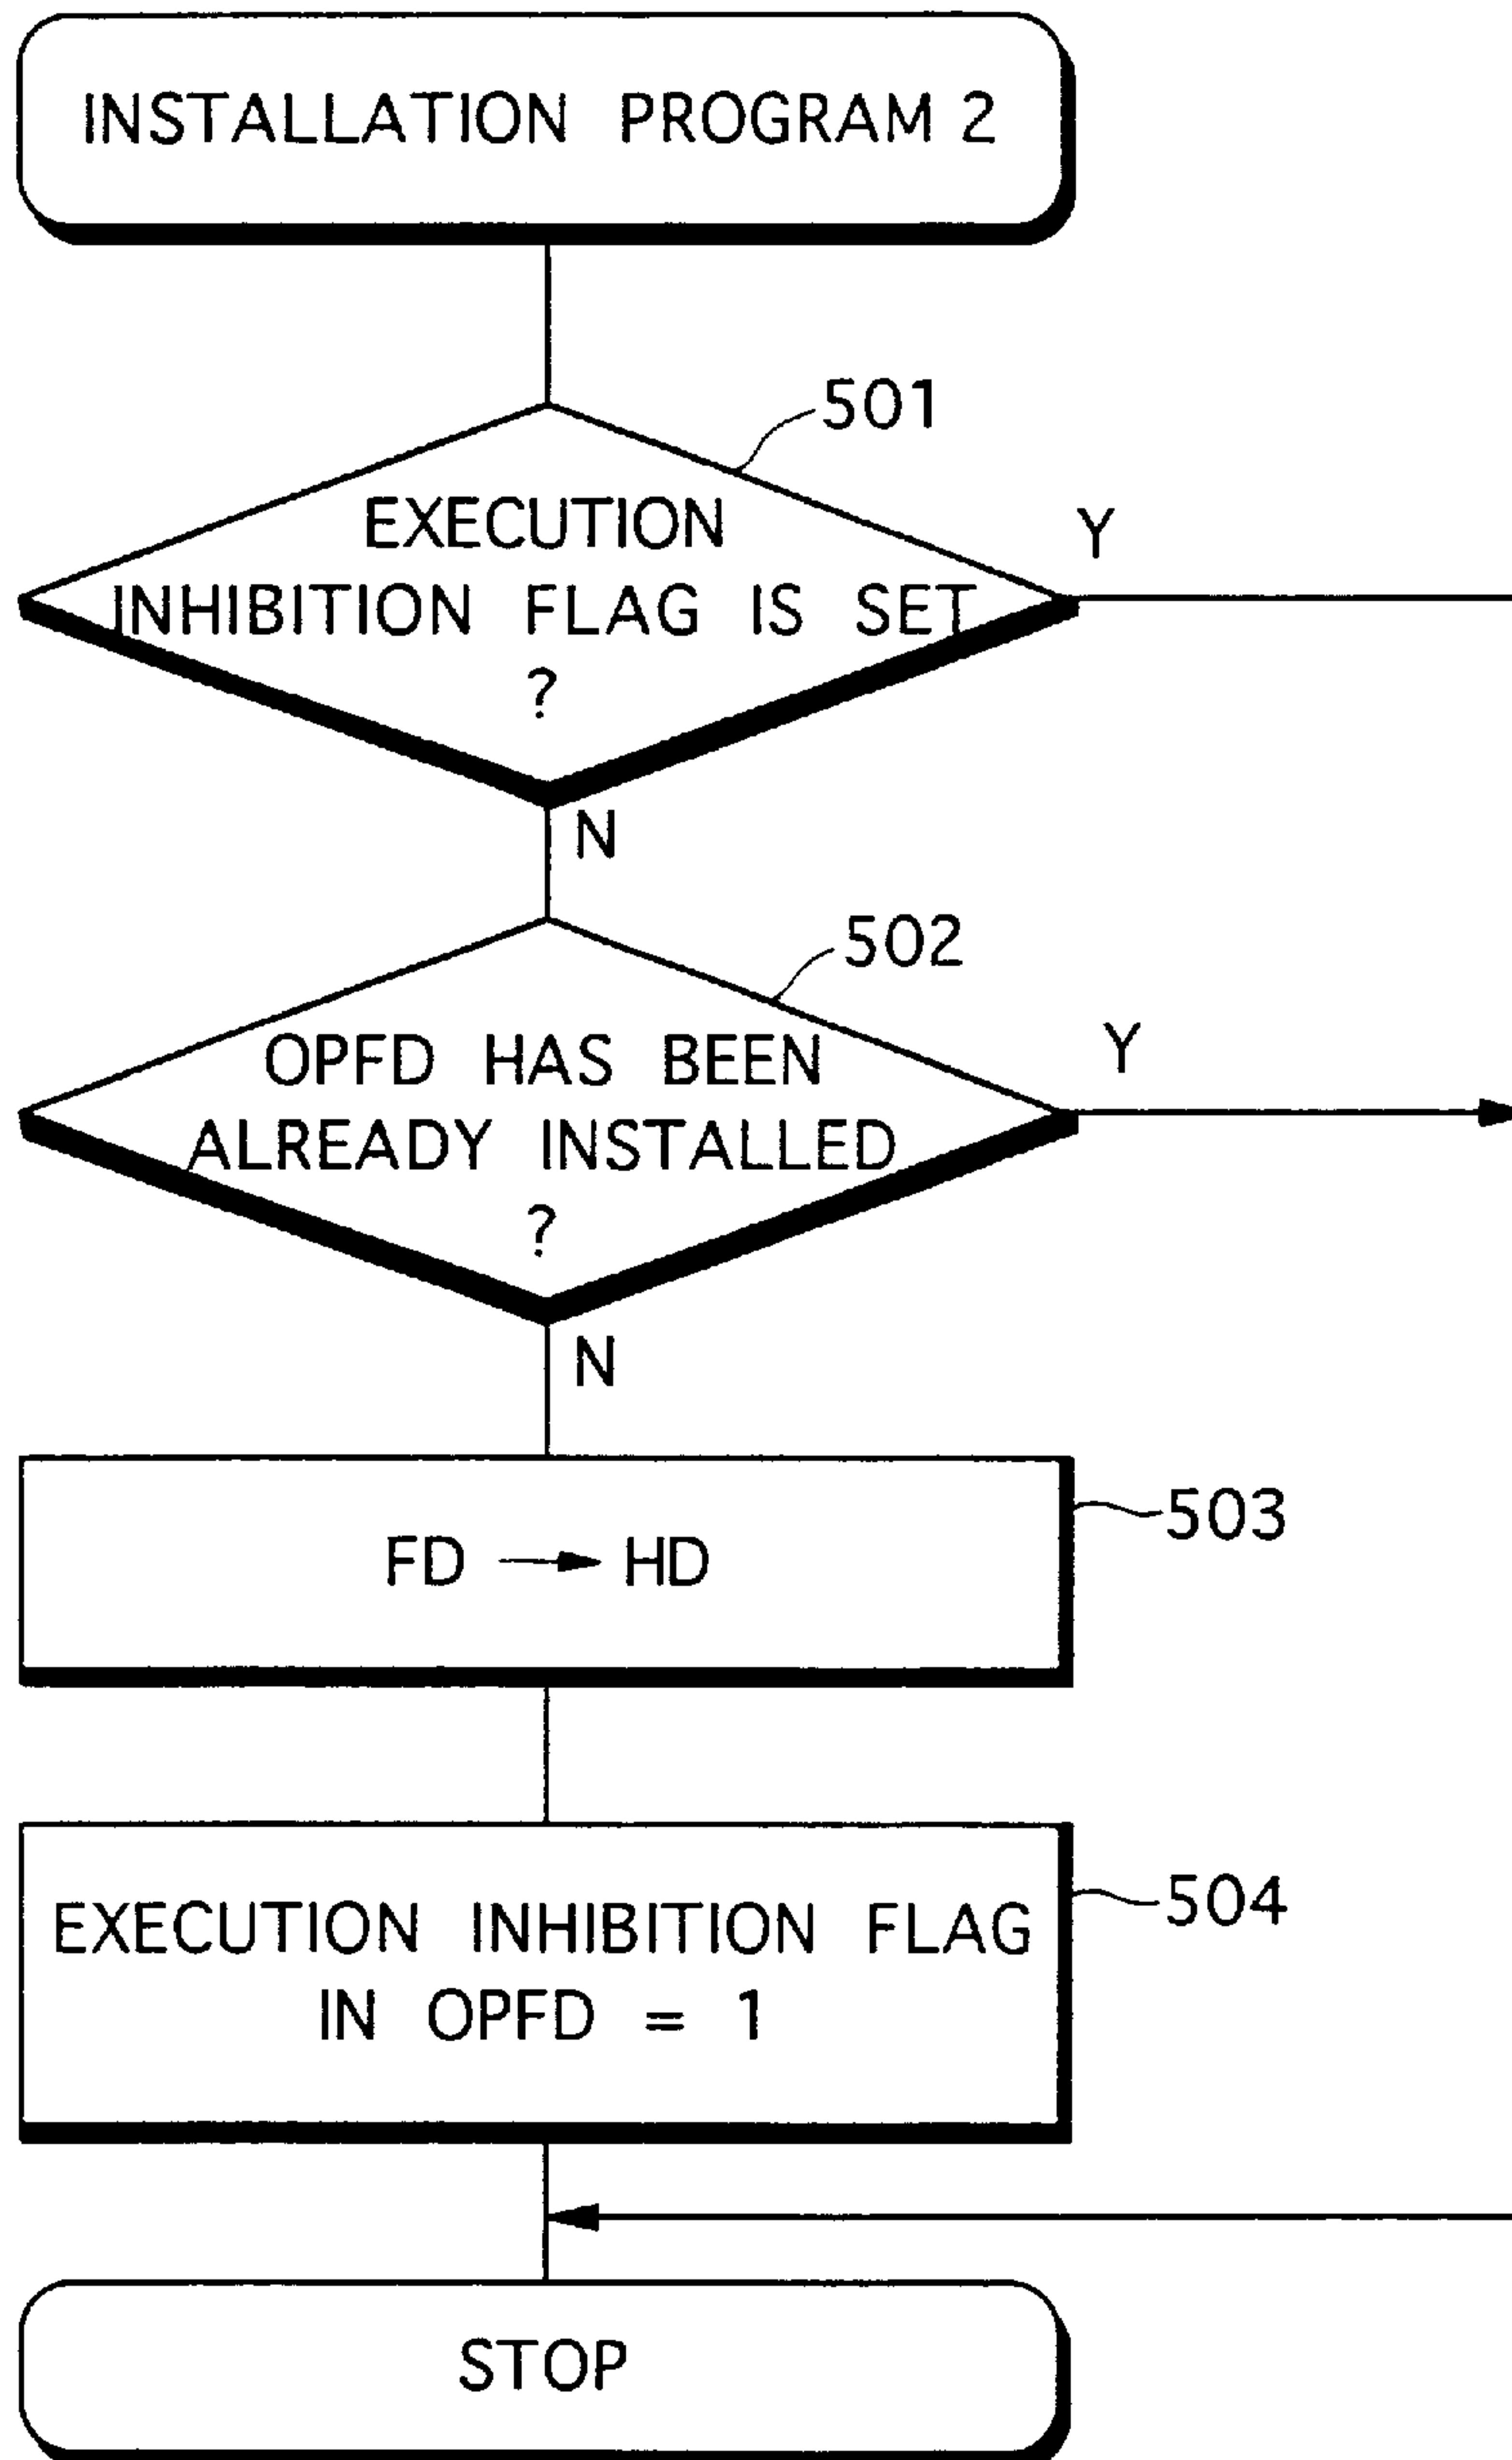 INSTALLATION PROGRAM 2
501
EXECUTION
INHIBITION FLAG IS SET
?
Y
N
502
OPFD HAS BEEN
ALREADY INSTALLED
?
Y
N
503
FD → HD
504
EXECUTION INHIBITION FLAG
IN OPFD = 1
STOP